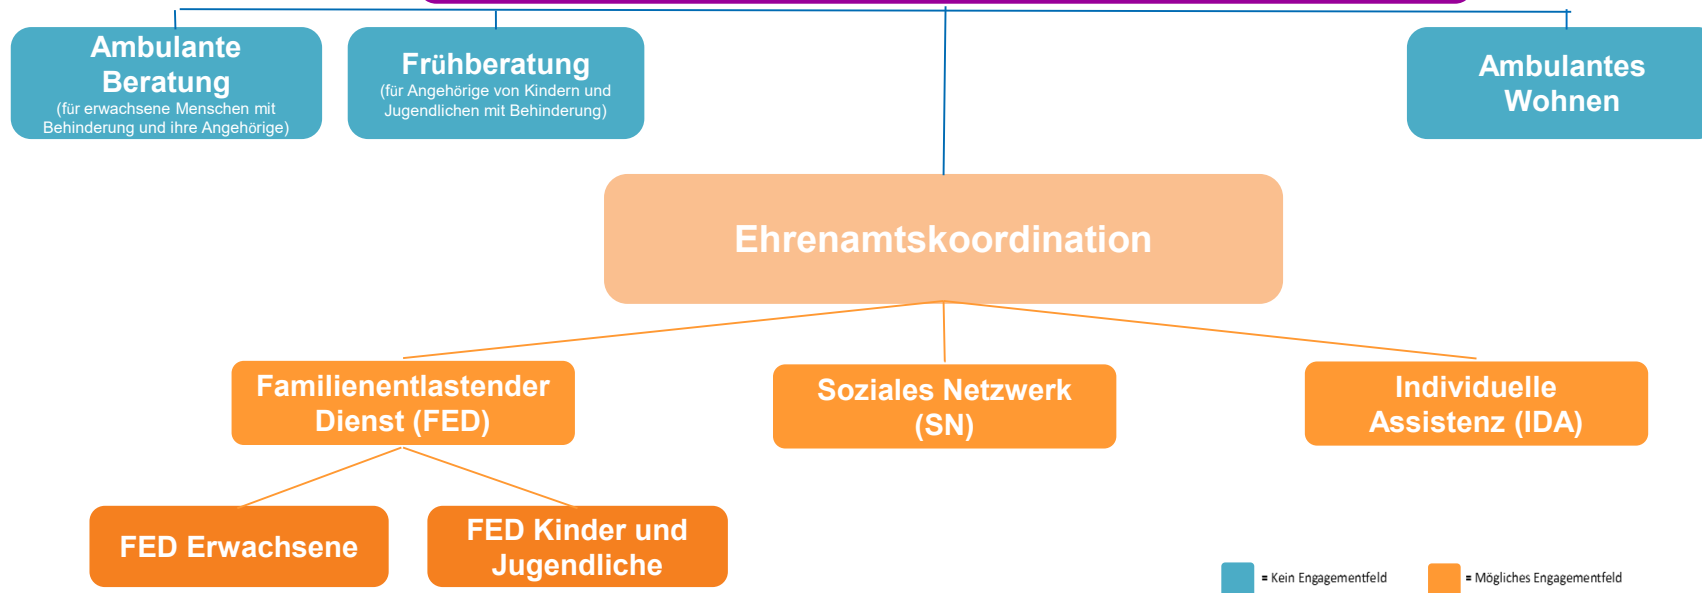 Ambulante
Beratung
(für erwachsene Menschen mit
Behinderung und ihre Angehörige)
Frühberatung
(für Angehörige von Kindern und
Jugendlichen mit Behinderung)
Ambulantes
Wohnen
Ehrenamtskoordination
Familienentlastender
Dienst (FED)
Soziales Netzwerk
(SN)
Individuelle
Assistenz (IDA)
FED Erwachsene
FED Kinder und
Jugendliche
= Kein Engagementfeld
= Mögliches Engagementfeld